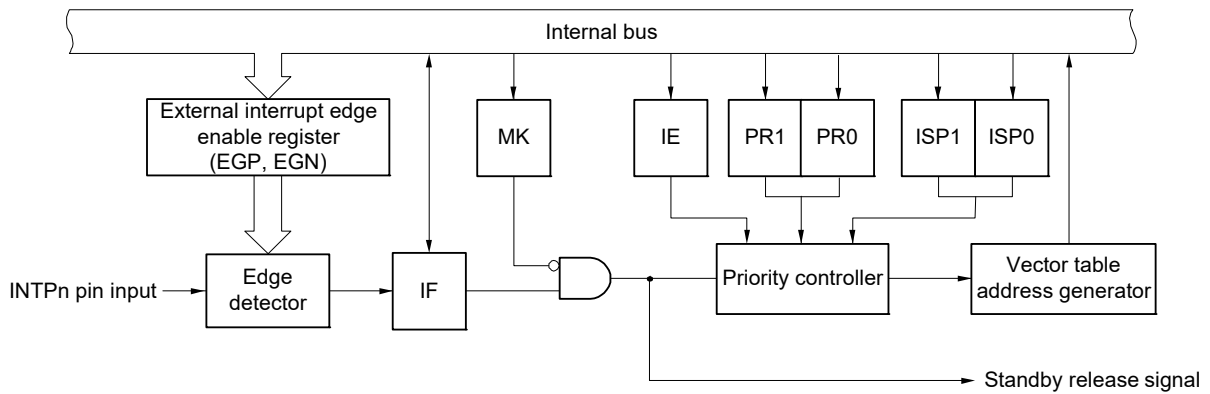 Internal bus
External interrupt edge
enable register
(EGP, EGN)
MK
IE
PR1
PR0
ISP1
ISP0
INTPn pin input
Edge
detector
IF
Priority controller
Vector table
address generator
Standby release signal